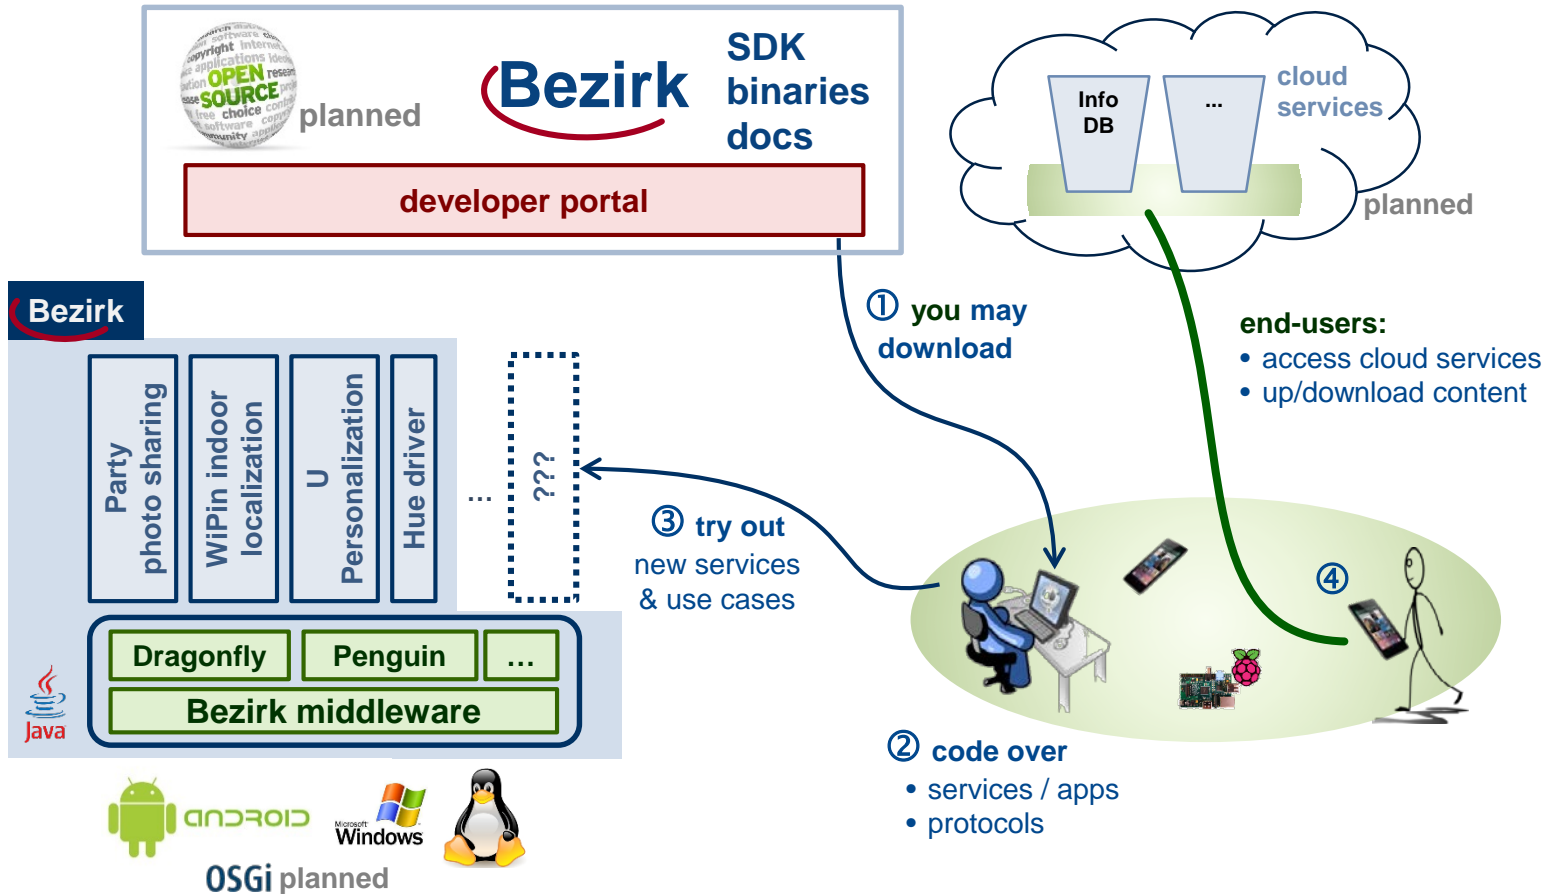 OPEN
SOURCE
planned
Bezirk
SDK
binaries
docs
developer portal
Info
DB
...
cloud
services
planned
① you may
download
end-users:
• access cloud services
• up/download content
Bezirk
Party
photo sharing
WiPin indoor
localization
U
Personalization
Hue driver
...
???
③ try out
new services
& use cases
④
Dragonfly
Penguin
...
Bezirk middleware
Java
② code over
• services / apps
• protocols
ANDROID
Microsoft
Windows
OSGi planned